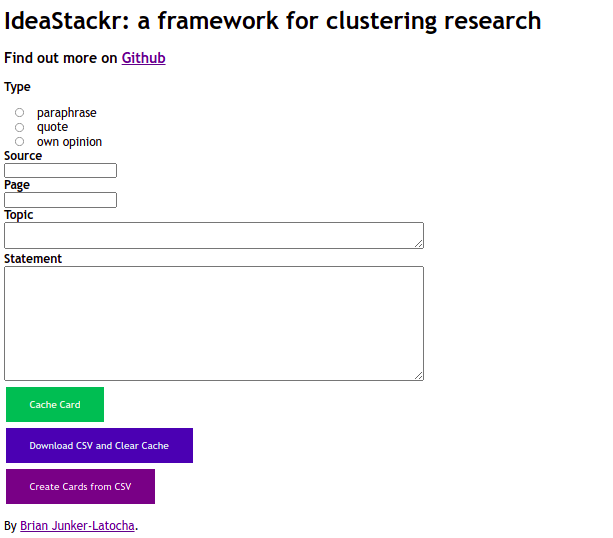 IdeaStackr: a framework for clustering research
Find out more on Github
Type
paraphrase
quote
own opinion
Source
Page
Topic
Statement
Cache Card
Download CSV and Clear Cache
Create Cards from CSV
By Brian Junker-Latocha.